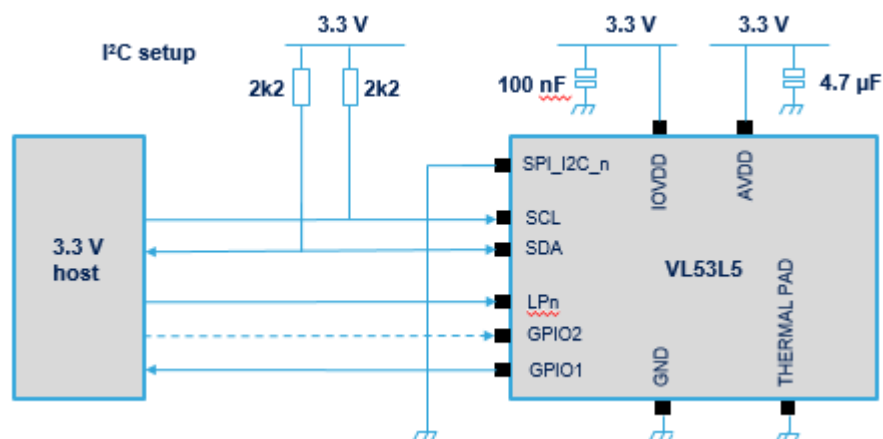 3.3 V
3.3 V
3.3 V
I²C setup
2k2
2k2
100 nF
4.7 µF
SPI_I2C_n
IOVDD
AVDD
SCL
SDA
3.3 V
host
VL53L5
LPn
GPIO2
GPIO1
GND
THERMAL PAD